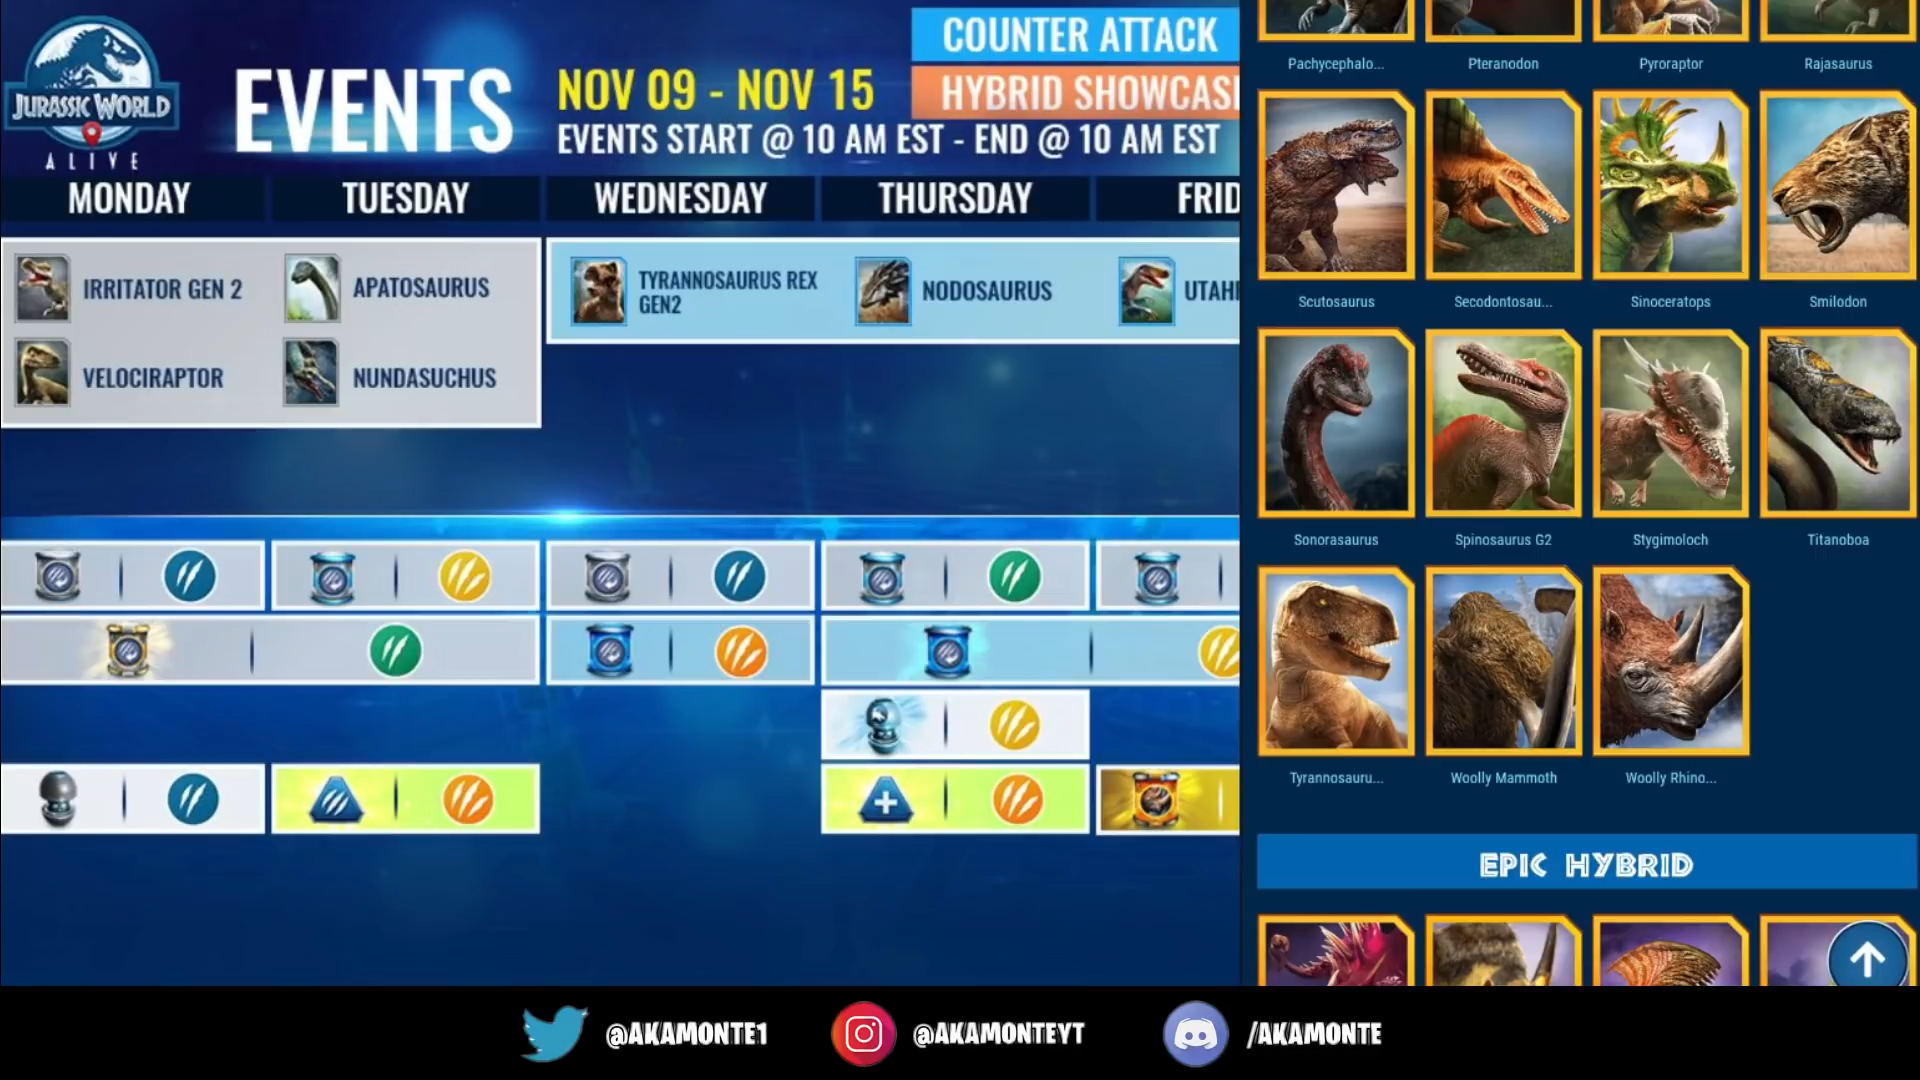 JURASSIC WORLD
ALIVE
EVENTS
NOV 09 - NOV 15
EVENTS START @ 10 AM EST - END @ 10 AM EST
COUNTER ATTACK
HYBRID SHOWCAS
MONDAY
TUESDAY
WEDNESDAY
THURSDAY
FRID
IRRITATOR GEN 2
APATOSAURUS
VELOCIRAPTOR
NUNDASUCHUS
TYRANNOSAURUS REX
GEN2
NODOSAURUS
UTAH
Pachycephalo...
Pteranodon
Pyroraptor
Rajasaurus
Scutosaurus
Secodontosau...
Sinoceratops
Smilodon
Sonorasaurus
Spinosaurus G2
Stygimoloch
Titanoboa
Tyrannosauru...
Woolly Mammoth
Woolly Rhino...
EPIC HYBRID
@AKAMONTE1
@AKAMONTEYT
/AKAMONTE